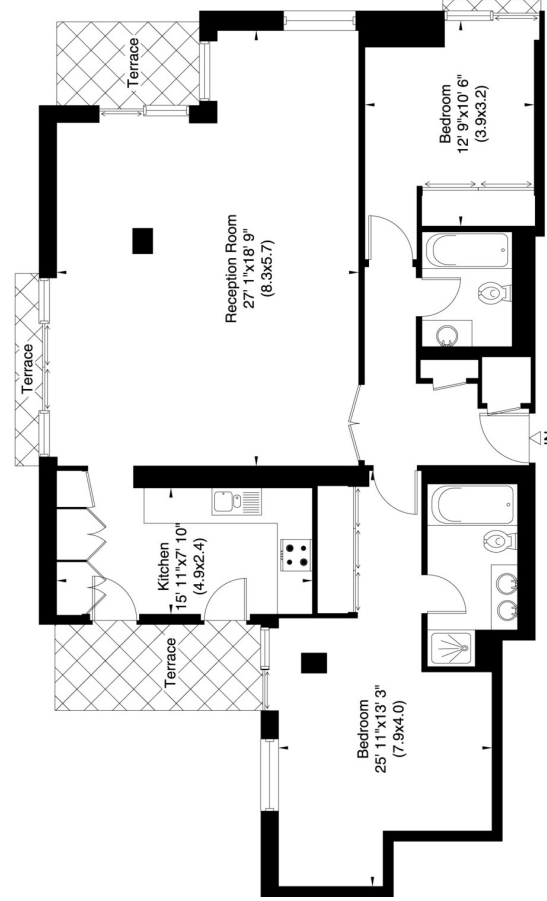 Terrace
Terrace
Reception Room
27' 1"x18' 9"
(8.3x5.7)
Bedroom
12' 9"x10' 6"
(3.9x3.2)
Kitchen
15' 11"x7' 10"
(4.9x2.4)
Terrace
Bedroom
25' 11"x13' 3"
(7.9x4.0)
IN